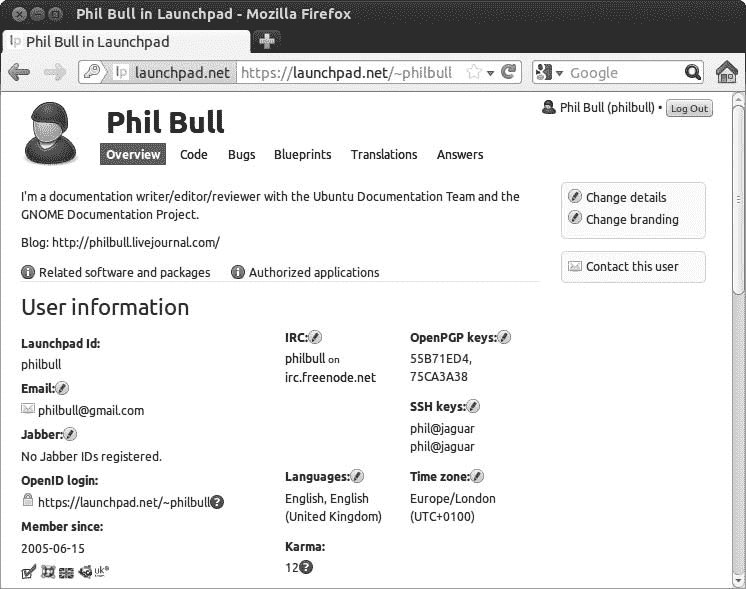 Phil Bull in Launchpad - Mozilla Firefox
lp Phil Bull in Launchpad
lp launchpad.net https://launchpad.net/~philbull Google
Phil Bull (philbull) • Log Out
Phil Bull
Overview Code Bugs Blueprints Translations Answers
I'm a documentation writer/editor/reviewer with the Ubuntu Documentation Team and the
GNOME Documentation Project.
Blog: http://philbull.livejournal.com/
Change details
Change branding
Contact this user
Related software and packages Authorized applications
User information
Launchpad Id:
philbull
Email:
philbull@gmail.com
Jabber:
No Jabber IDs registered.
OpenID login:
https://launchpad.net/~philbull
Member since:
2005-06-15
uk
IRC:
philbull on
irc.freenode.net
Languages:
English, English
(United Kingdom)
Karma:
12
OpenPGP keys:
55B71ED4,
75CA3A38
SSH keys:
phil@jaguar
phil@jaguar
Time zone:
Europe/London
(UTC+0100)